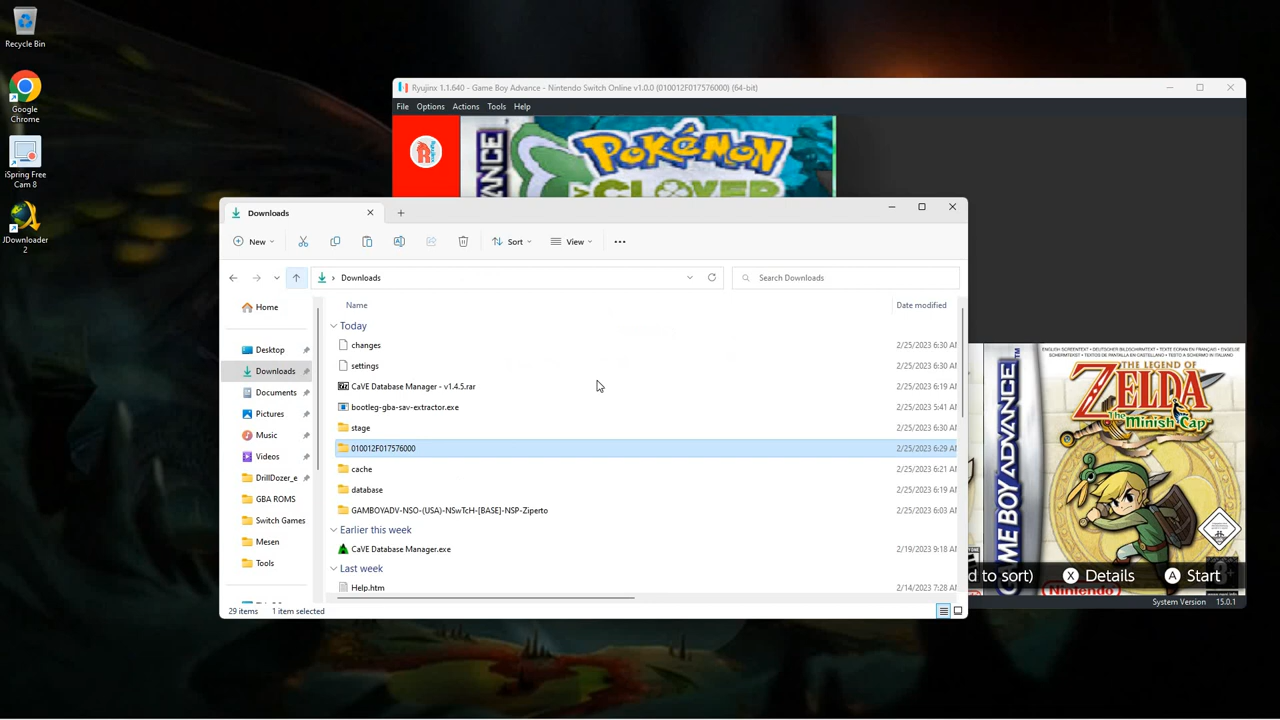 Recycle Bin
Google
Chrome
iSpring Free
Cam 8
JDownloader
2
Ryujinx 1.1.640 - Game Boy Advance - Nintendo Switch Online v1.0.0 (010012F017576000) (64-bit)
File Options Actions Tools Help
ANCE
POKéMON
CLOVER
Downloads
New
Sort
View
Downloads
Search Downloads
Name
Date modified
Home
Desktop
Downloads
Documents
Pictures
Music
Videos
DrillDozer_e
GBA ROMS
Switch Games
Mesen
Tools
Today
changes 2/25/2023 6:30 AM
settings 2/25/2023 6:30 AM
CaVE Database Manager - v1.4.5.rar 2/25/2023 6:19 AM
bootleg-gba-sav-extractor.exe 2/25/2023 5:41 AM
stage 2/25/2023 6:30 AM
010012F017576000 2/25/2023 6:29 AM
cache 2/25/2023 6:21 AM
database 2/25/2023 6:19 AM
GAMBOYADV-NSO-(USA)-NSwTcH-[BASE]-NSP-Ziperto 2/25/2023 6:03 AM
Earlier this week
CaVE Database Manager.exe 2/19/2023 9:18 AM
Last week
Help.htm 2/14/2023 7:28 AM
29 items 1 item selected
GAME BOY ADVANCE
THE LEGEND OF
ZELDA
The Minish Cap
Nintendo
d to sort) X Details A Start
System Version 15.0.1